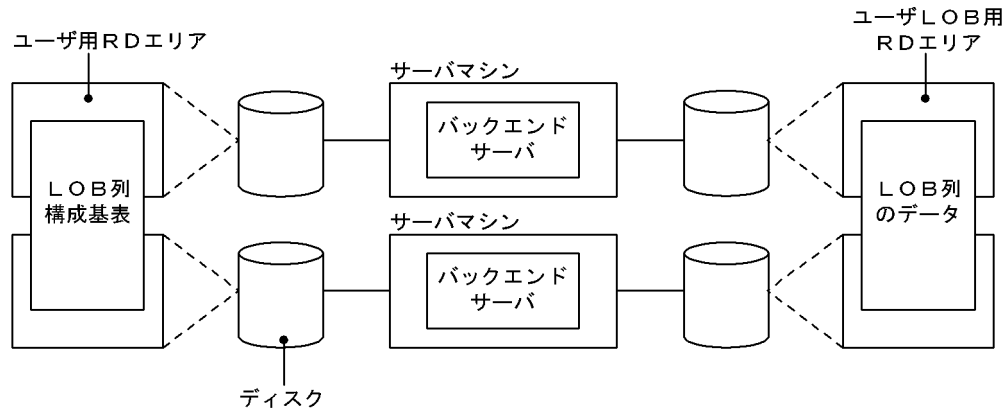 ユーザ用ＲＤエリア
ユーザＬＯＢ用
ＲＤエリア
サーバマシン
バックエンド
サーバ
ＬＯＢ列
構成基表
ＬＯＢ列
のデータ
サーバマシン
バックエンド
サーバ
ディスク